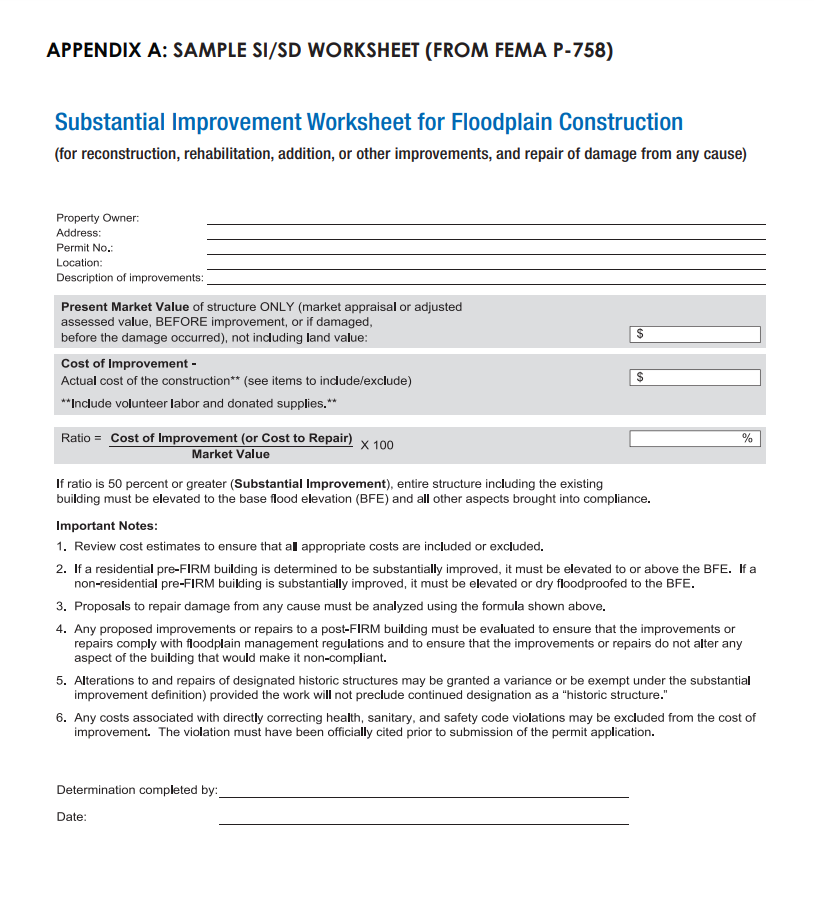 APPENDIX A: SAMPLE SI/SD WORKSHEET (FROM FEMA P-758)
Substantial Improvement Worksheet for Floodplain Construction
(for reconstruction, rehabilitation, addition, or other improvements, and repair of damage from any cause)
Property Owner:
Address:
Permit No.:
Location:
Description of improvements:
Present Market Value of structure ONLY (market appraisal or adjusted
assessed value, BEFORE improvement, or if damaged,
before the damage occurred), not including land value:
$
Cost of Improvement -
Actual cost of the construction** (see items to include/exclude)
$
**Include volunteer labor and donated supplies.**
Ratio = Cost of Improvement (or Cost to Repair) X 100
Market Value
%
If ratio is 50 percent or greater (Substantial Improvement), entire structure including the existing
building must be elevated to the base flood elevation (BFE) and all other aspects brought into compliance.
Important Notes:
1. Review cost estimates to ensure that all appropriate costs are included or excluded.
2. If a residential pre-FIRM building is determined to be substantially improved, it must be elevated to or above the BFE. If a
non-residential pre-FIRM building is substantially improved, it must be elevated or dry floodproofed to the BFE.
3. Proposals to repair damage from any cause must be analyzed using the formula shown above.
4. Any proposed improvements or repairs to a post-FIRM building must be evaluated to ensure that the improvements or
repairs comply with floodplain management regulations and to ensure that the improvements or repairs do not alter any
aspect of the building that would make it non-compliant.
5. Alterations to and repairs of designated historic structures may be granted a variance or be exempt under the substantial
improvement definition) provided the work will not preclude continued designation as a “historic structure.”
6. Any costs associated with directly correcting health, sanitary, and safety code violations may be excluded from the cost of
improvement. The violation must have been officially cited prior to submission of the permit application.
Determination completed by:
Date: